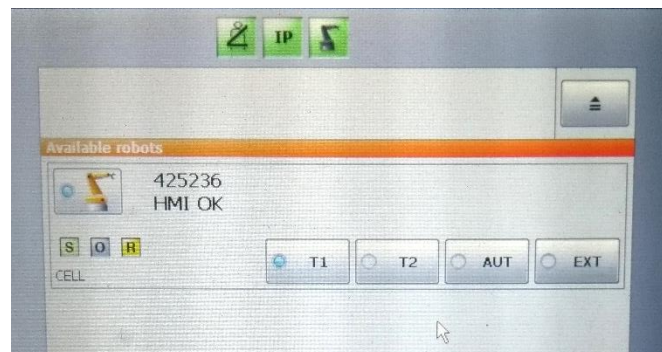 IP
Available robots
425236
HMI OK
S O R
CELL
T1 T2 AUT EXT